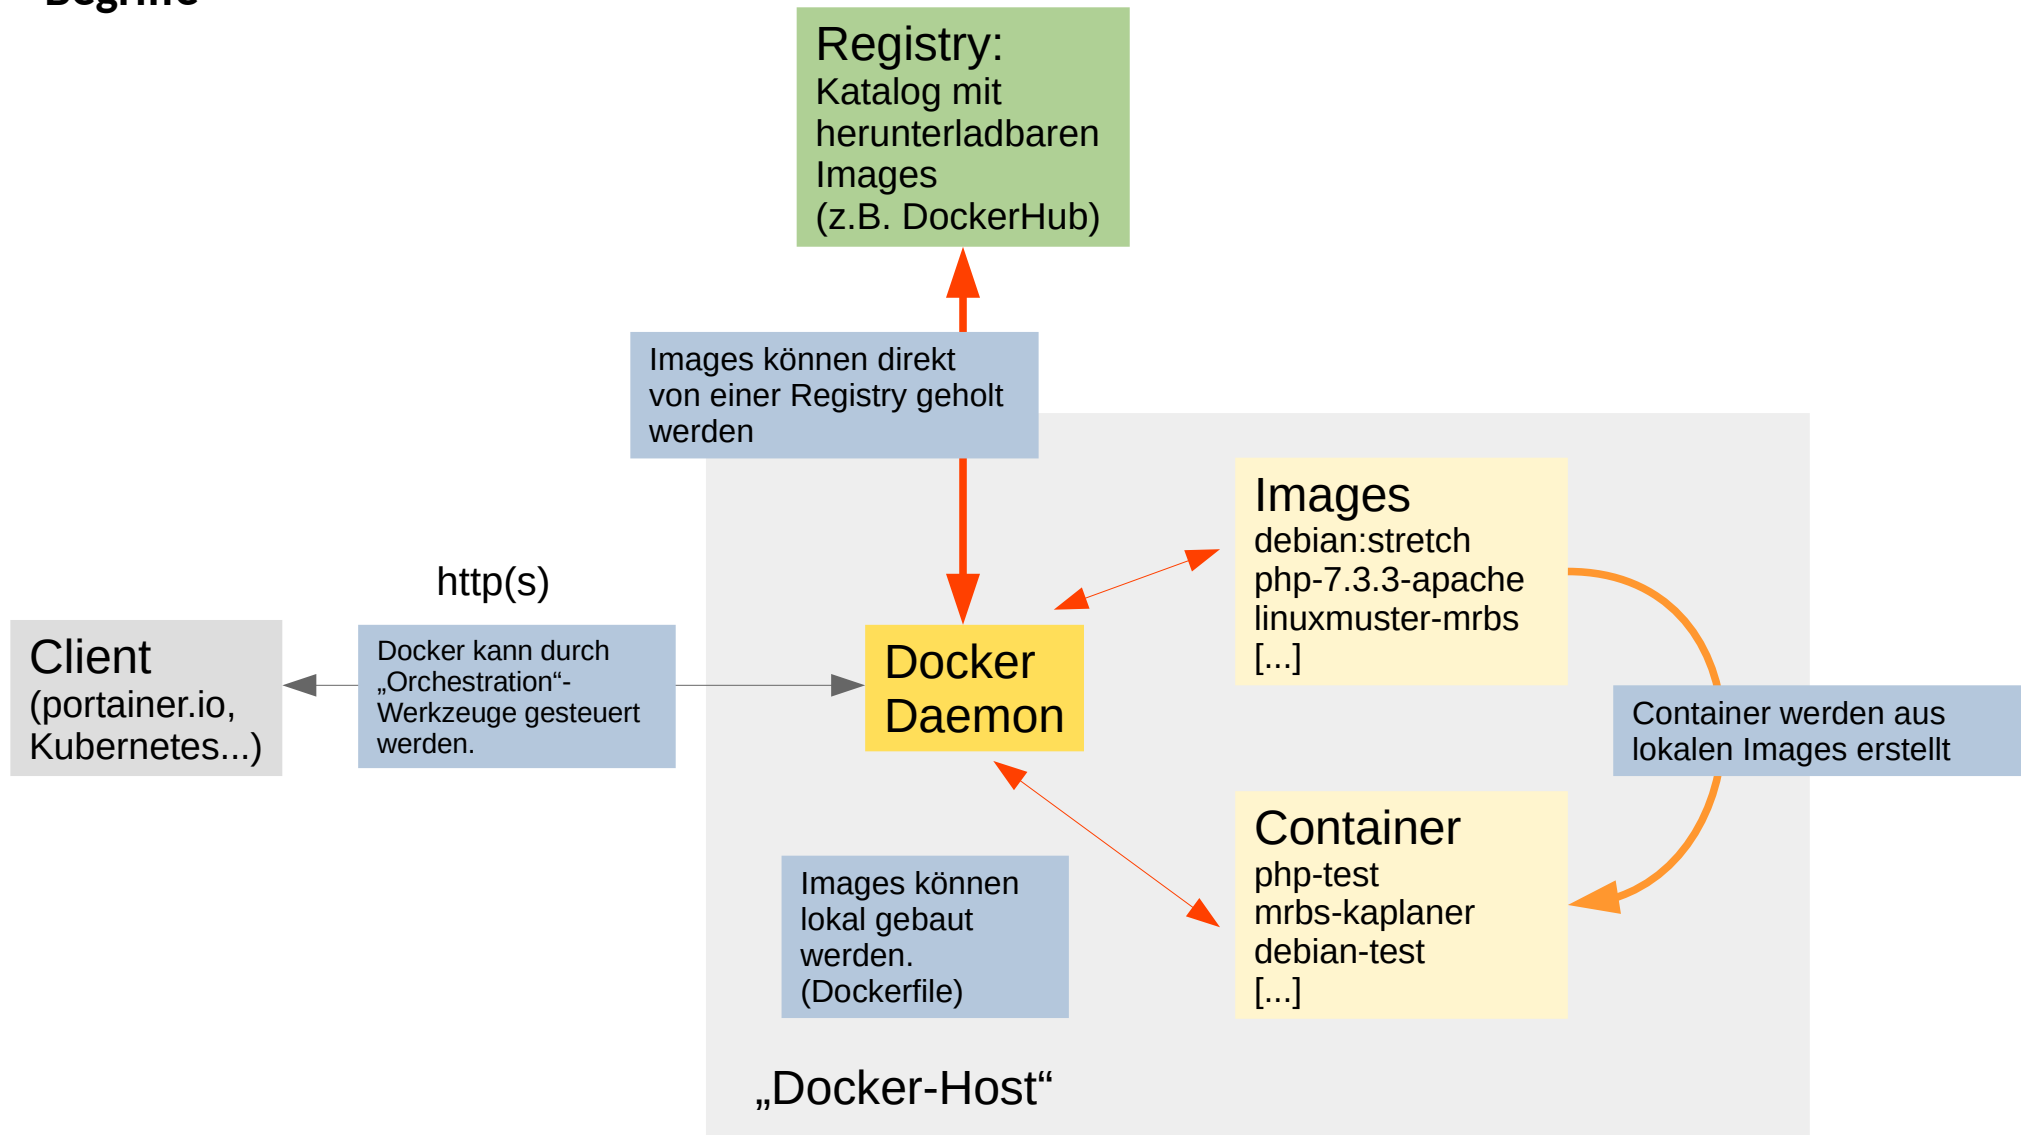 Begriffe
Registry:
Katalog mit
herunterladbaren
Images
(z.B. DockerHub)
Images können direkt
von einer Registry geholt
werden
Images
debian:stretch
php-7.3.3-apache
linuxmuster-mrbs
[...]
http(s)
Client
(portainer.io,
Kubernetes...)
Docker kann durch
„Orchestration“-
Werkzeuge gesteuert
werden.
Docker
Daemon
Container werden aus
lokalen Images erstellt
Container
php-test
mrbs-kaplaner
debian-test
[...]
Images können
lokal gebaut
werden.
(Dockerfile)
„Docker-Host“